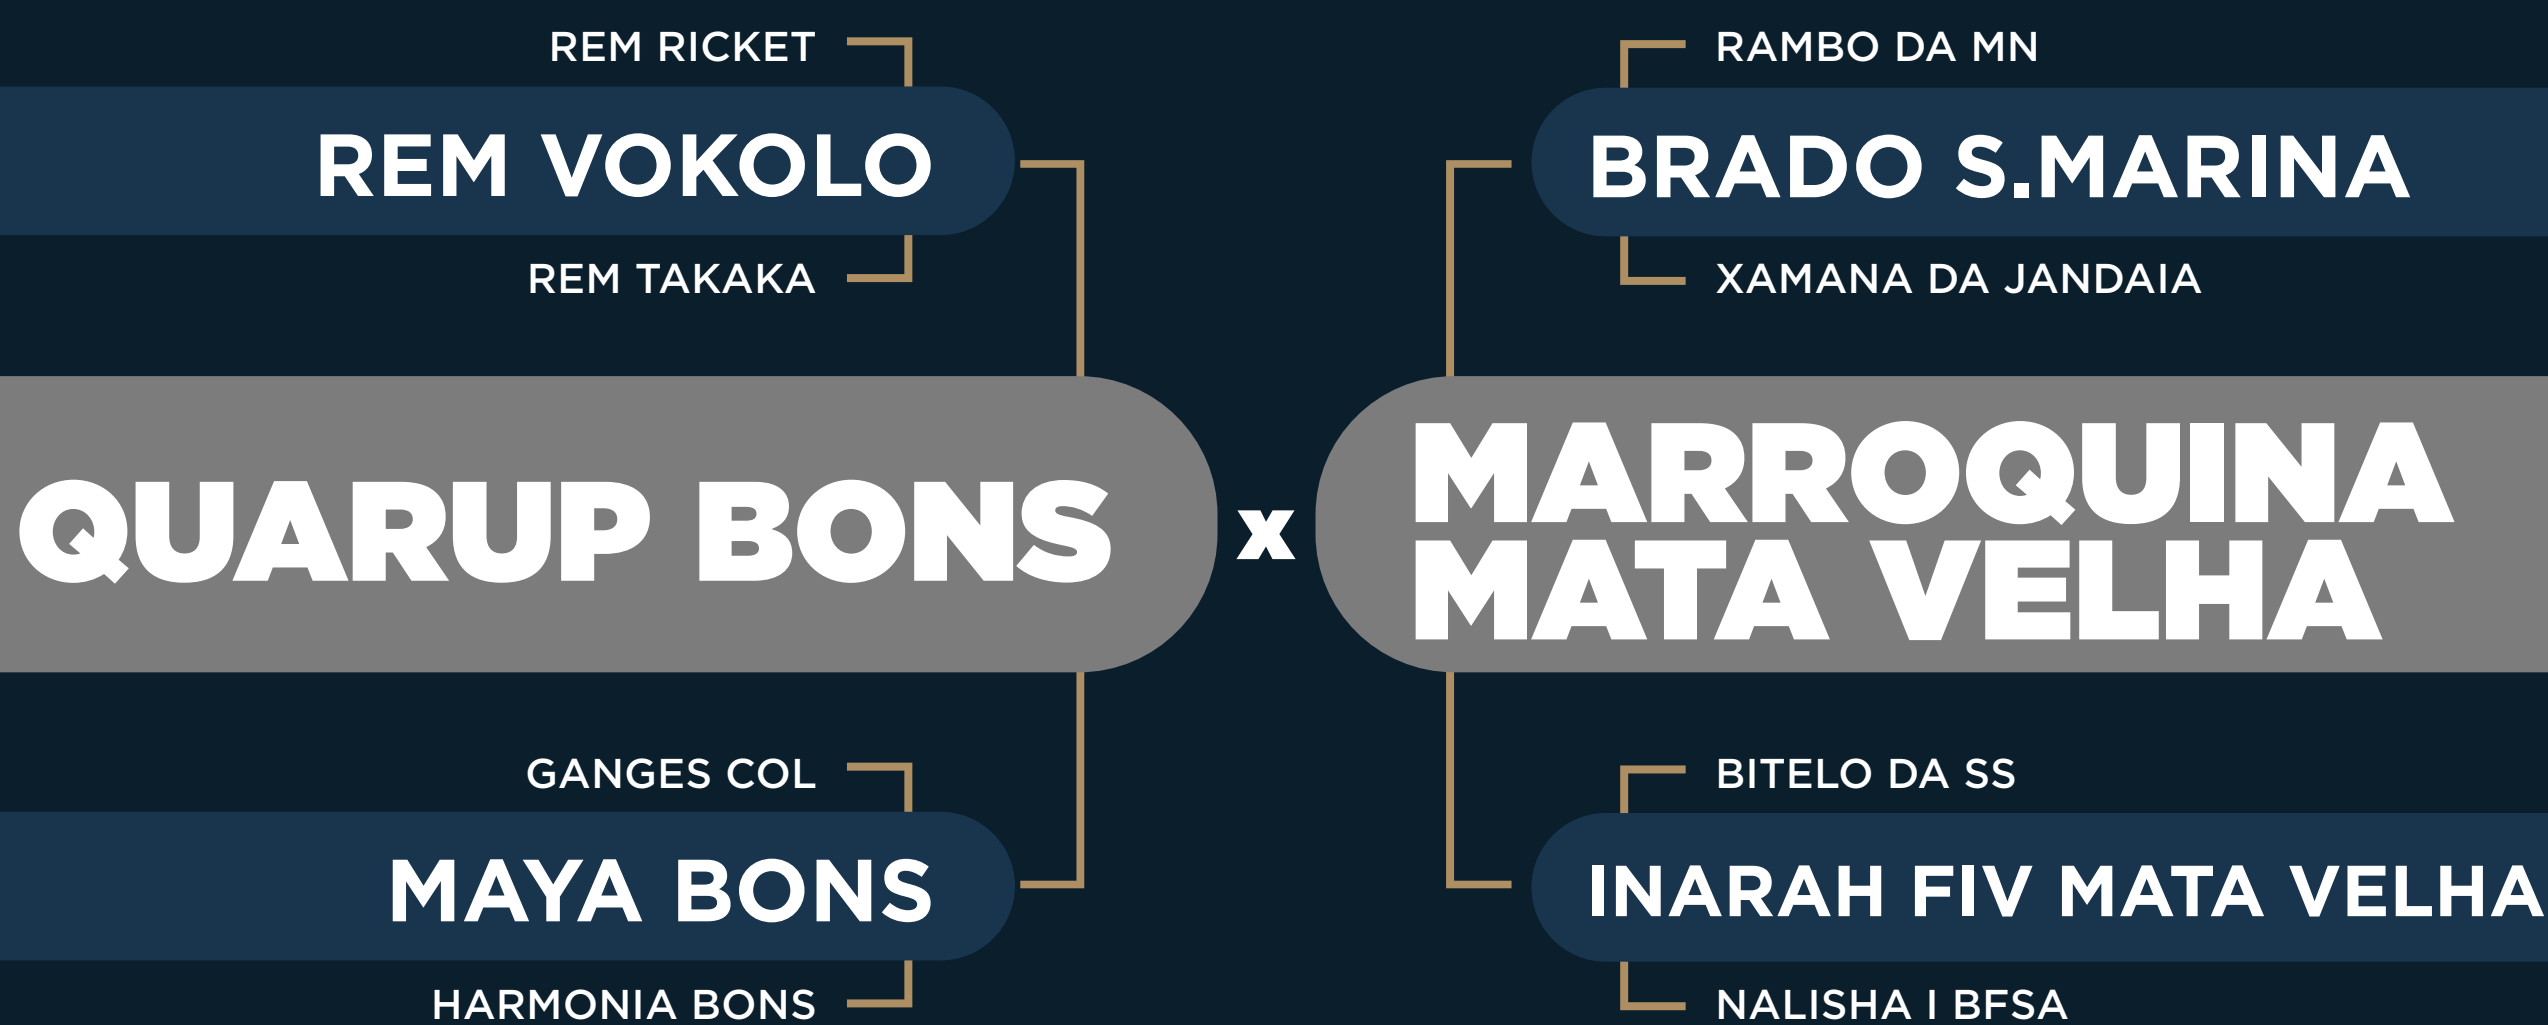 REM RICKET
REM VOKOLO
REM TAKAKA
QUARUP BONS
GANGES COL
MAYA BONS
HARMONIA BONS
x
RAMBO DA MN
BRADO S.MARINA
XAMANA DA JANDAIA
MARROQUINA
MATA VELHA
BITELO DA SS
INARAH FIV MATA VELHA
NALISHA I BFSA